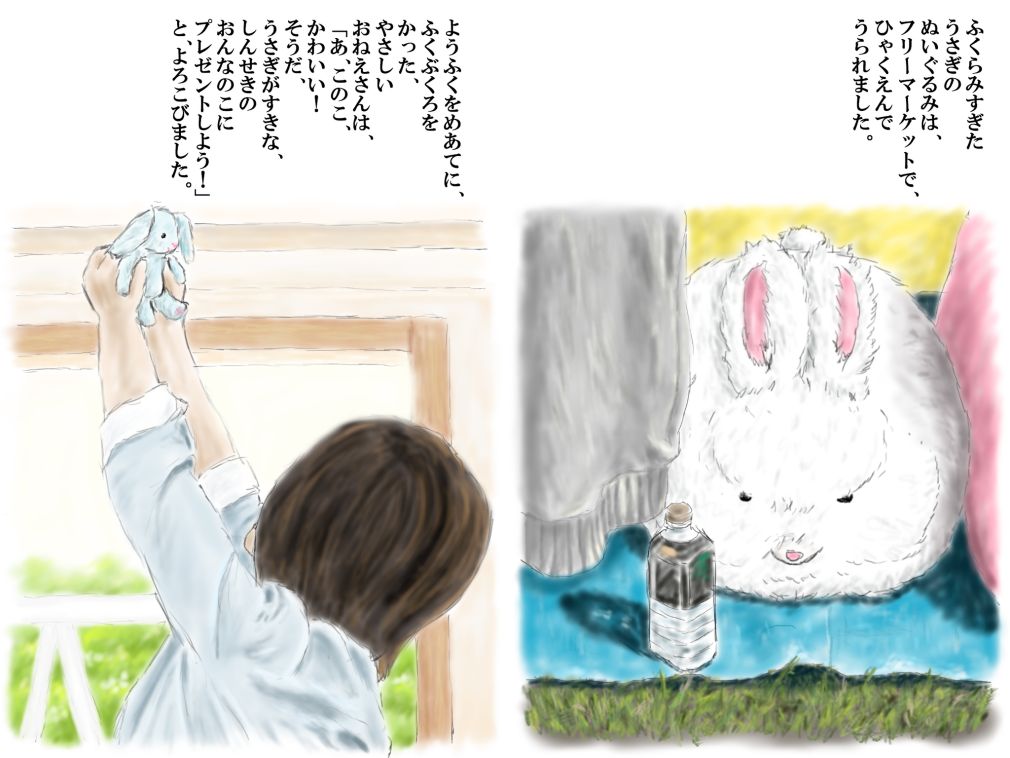 ふくらみすぎた
うさぎの
ぬいぐるみは、
フリーマーケットで、
ひゃくえんで
うられました。
ようふくをめあてに、
ふくぶくろを
かった、
やさしい
おねえさんは、
「あ、このこ、
かわいい！
そうだ、
うさぎがすきな、
しんせきの
おんなのこに
プレゼントしよう！」
と、よろこびました。